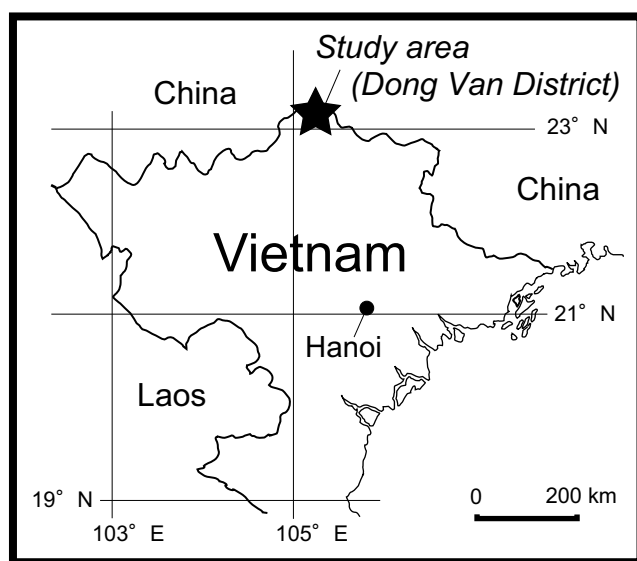 Study area
(Dong Van District)
China
23° N
China
Vietnam
21° N
Hanoi
Laos
19° N
0 200 km
103° E 105° E